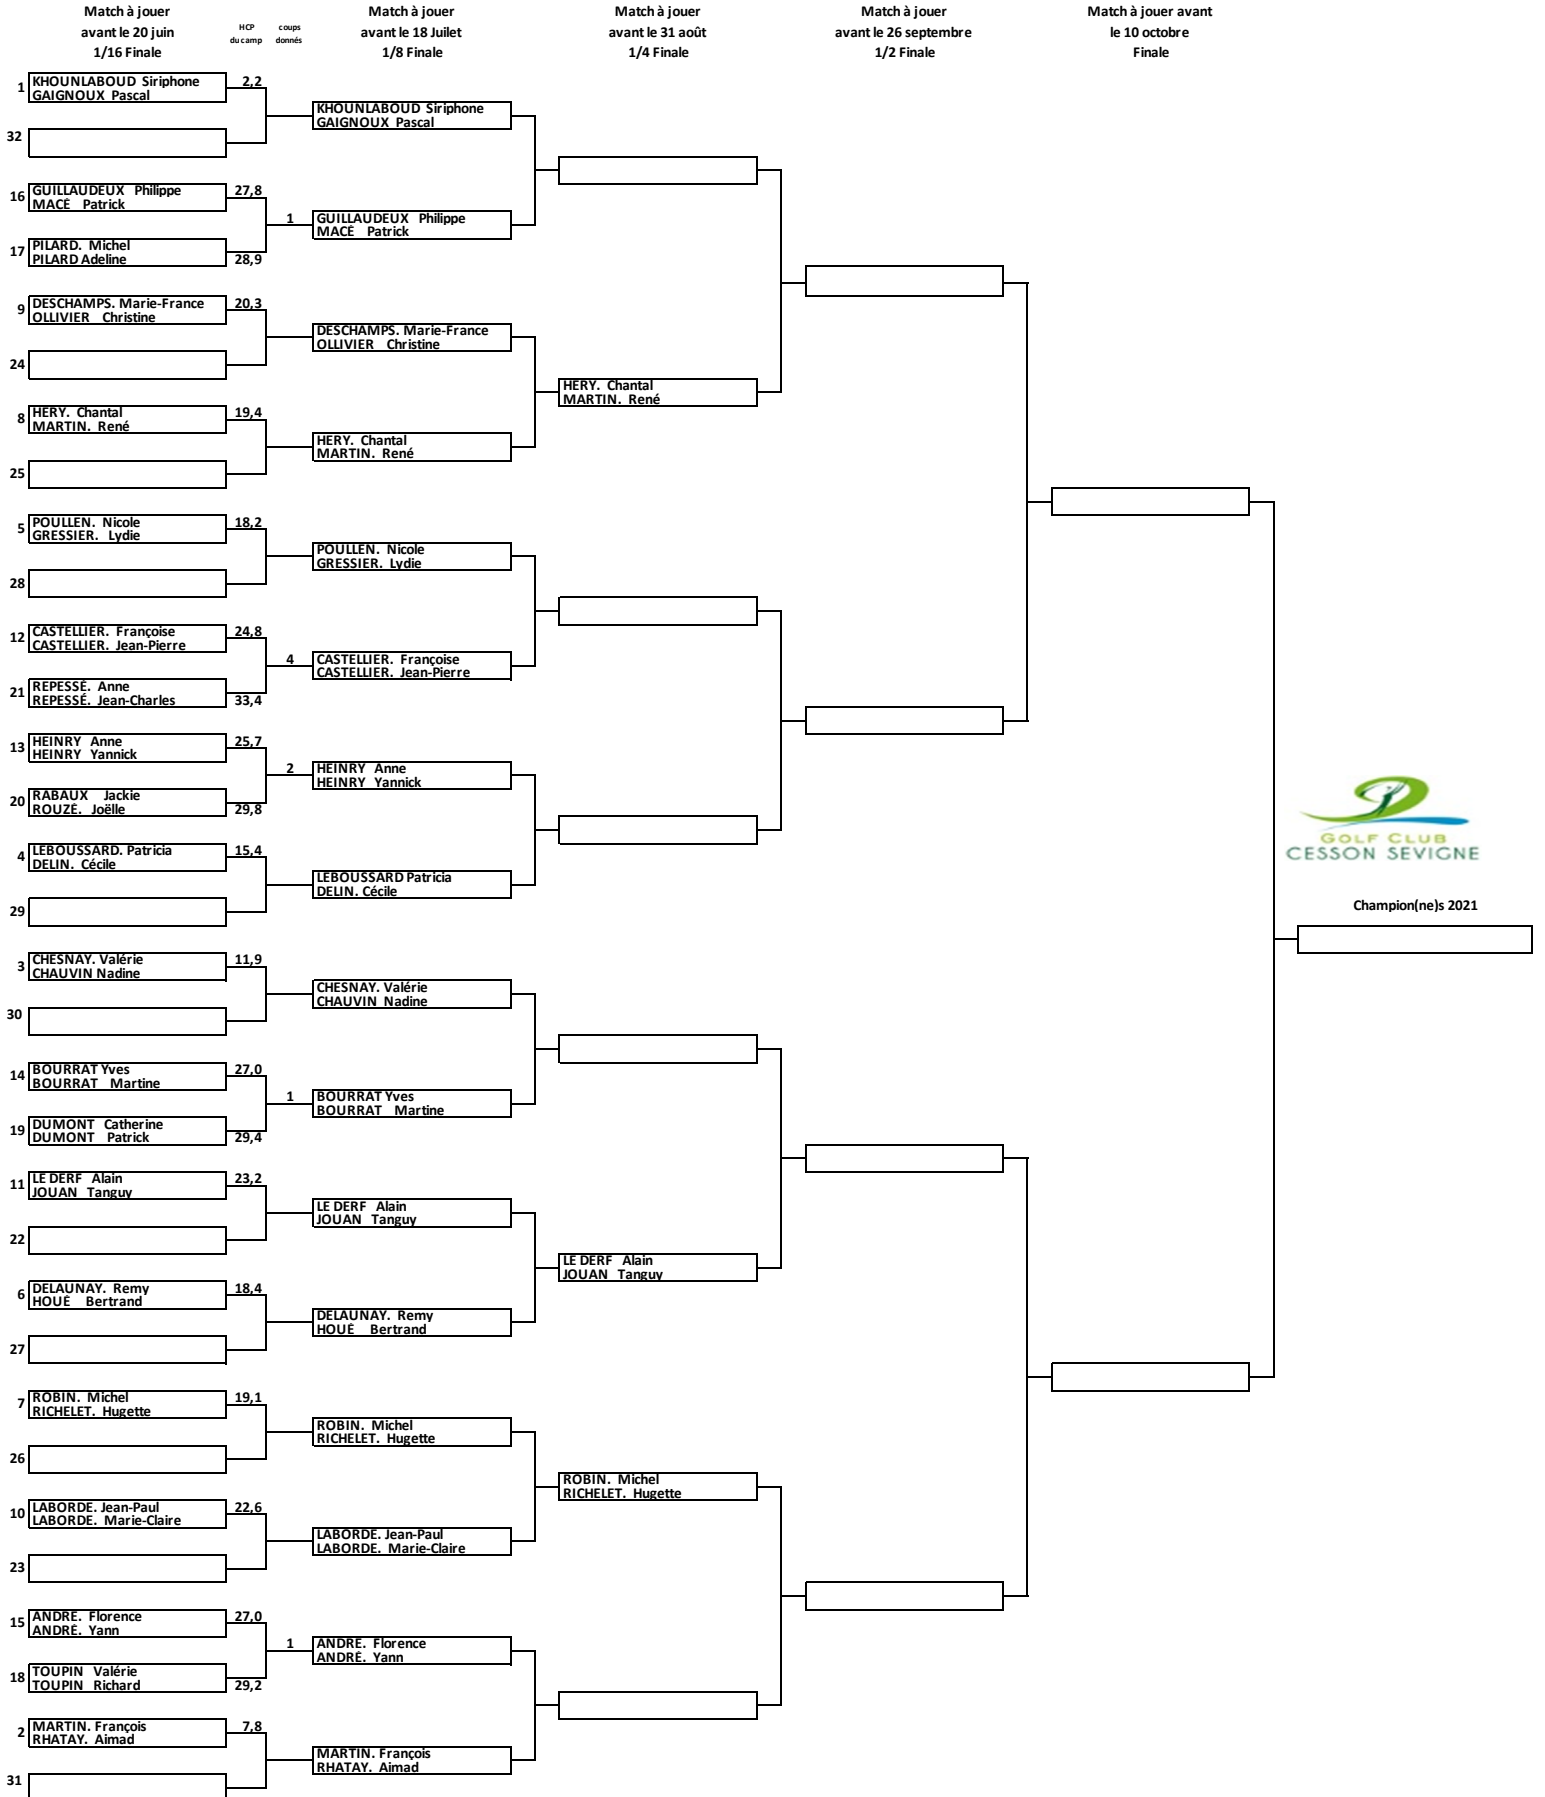 Match à jouer
avant le 20 juin
1/16 Finale
HCP
du camp
coups
donnés
Match à jouer
avant le 18 Juilet
1/8 Finale
Match à jouer
avant le 31 août
1/4 Finale
Match à jouer
avant le 26 septembre
1/2 Finale
Match à jouer avant
le 10 octobre
Finale
1
KHOUNLABOUD Siriphone
GAIGNOUX Pascal
2,2
KHOUNLABOUD Siriphone
GAIGNOUX Pascal
32
16
GUILLAUDEUX Philippe
MACÉ Patrick
27,8
1
GUILLAUDEUX Philippe
MACÉ Patrick
17
PILARD. Michel
PILARD Adeline
28,9
9
DESCHAMPS. Marie-France
OLLIVIER Christine
20,3
DESCHAMPS. Marie-France
OLLIVIER Christine
24
HERY. Chantal
MARTIN. René
8
HERY. Chantal
MARTIN. René
19,4
HERY. Chantal
MARTIN. René
25
5
POULLEN. Nicole
GRESSIER. Lydie
18,2
POULLEN. Nicole
GRESSIER. Lydie
28
12
CASTELLIER. Françoise
CASTELLIER. Jean-Pierre
24,8
4
CASTELLIER. Françoise
CASTELLIER. Jean-Pierre
21
REPESSÉ. Anne
REPESSÉ. Jean-Charles
33,4
13
HEINRY Anne
HEINRY Yannick
25,7
2
HEINRY Anne
HEINRY Yannick
20
RABAUX Jackie
ROUZÉ. Joëlle
29,8
4
LEBOUSSARD. Patricia
DELIN. Cécile
15,4
LEBOUSSARD Patricia
DELIN. Cécile
29
GOLF CLUB
CESSON SEVIGNE
Champion(ne)s 2021
3
CHESNAY. Valérie
CHAUVIN Nadine
11,9
CHESNAY. Valérie
CHAUVIN Nadine
30
14
BOURRAT Yves
BOURRAT Martine
27,0
1
BOURRAT Yves
BOURRAT Martine
19
DUMONT Catherine
DUMONT Patrick
29,4
11
LE DERF Alain
JOUAN Tanguy
23,2
LE DERF Alain
JOUAN Tanguy
22
LE DERF Alain
JOUAN Tanguy
6
DELAUNAY. Remy
HOUÉ Bertrand
18,4
DELAUNAY. Remy
HOUÉ Bertrand
27
7
ROBIN. Michel
RICHELET. Hugette
19,1
ROBIN. Michel
RICHELET. Hugette
26
ROBIN. Michel
RICHELET. Hugette
10
LABORDE. Jean-Paul
LABORDE. Marie-Claire
22,6
LABORDE. Jean-Paul
LABORDE. Marie-Claire
23
15
ANDRÉ. Florence
ANDRÉ. Yann
27,0
1
ANDRÉ. Florence
ANDRÉ. Yann
18
TOUPIN Valérie
TOUPIN Richard
29,2
2
MARTIN. François
RHATAY. Aimad
7,8
MARTIN. François
RHATAY. Aimad
31